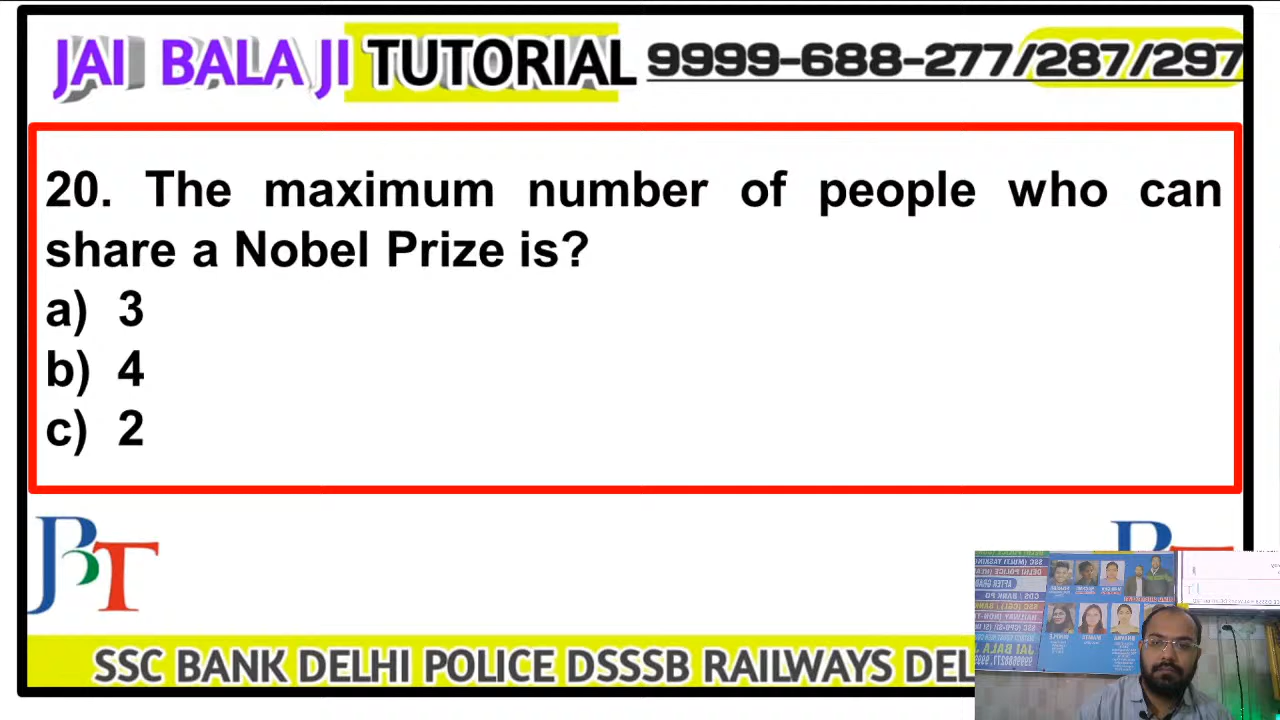 JAI BALA JI TUTORIAL 9999-688-277/287/297
20. The maximum number of people who can
share a Nobel Prize is?
a) 3
b) 4
c) 2
JBT
SSC BANK DELHI POLICE DSSSB RAILWAYS DEL